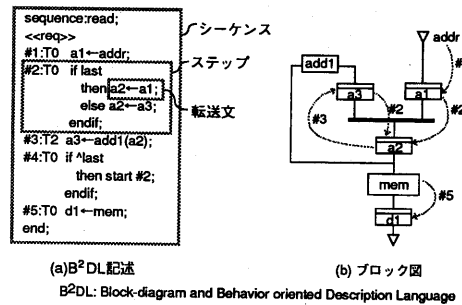 sequence:read;
<<req>>
#1:T0 a1←addr;
#2:T0 if last
then a2←a1;
else a2←a3;
endif;
#3:T2 a3←add1(a2);
#4:T0 if ^last
then start #2;
endif;
#5:T0 d1←mem;
end;
シーケンス
ステップ
転送文
(a)B²DL記述
addr
add1
a3
a1
#2
#3
a2
mem
#5
d1
(b) ブロック図
B²DL: Block-diagram and Behavior oriented Description Language